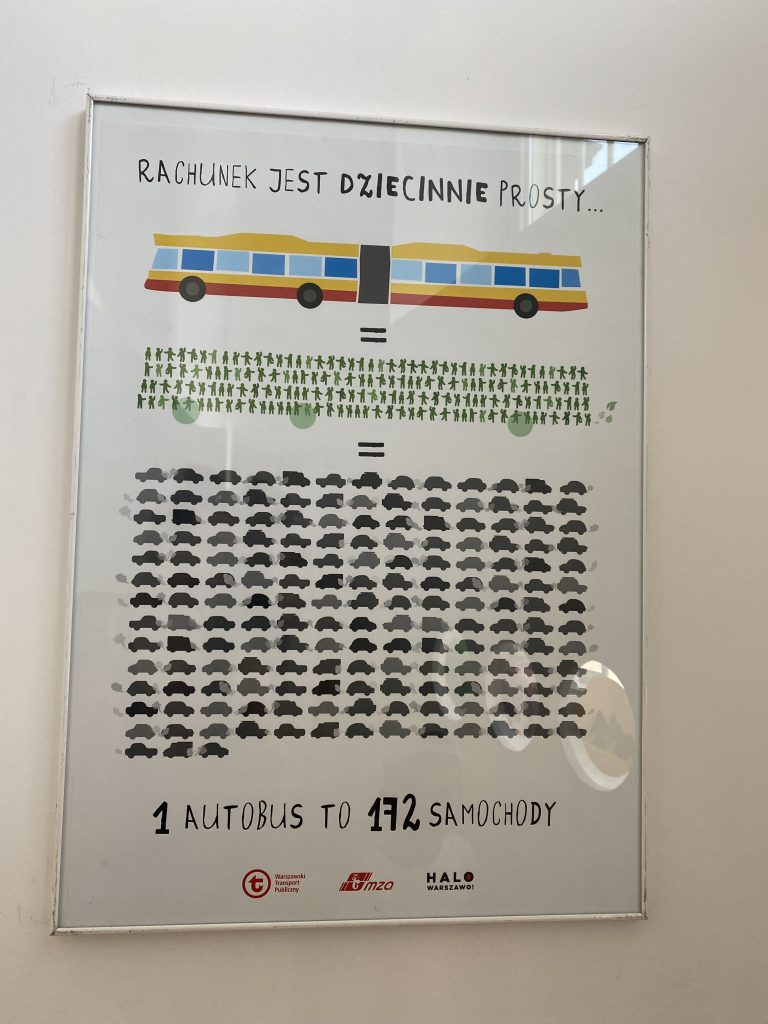 RACHUNEK JEST DZIECINNIE PROSTY...
=
=
1 AUTOBUS TO 172 SAMOCHODY
t Warszawski
Transport
Publiczny
mza
HALO
WARSZAWO!